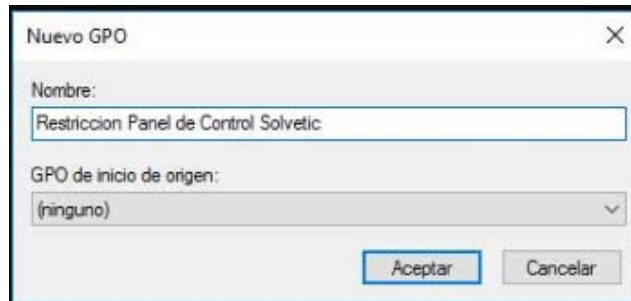 Nuevo GPO
Nombre:
Restriccion Panel de Control Solvetic
GPO de inicio de origen:
(ninguno)
Aceptar Cancelar